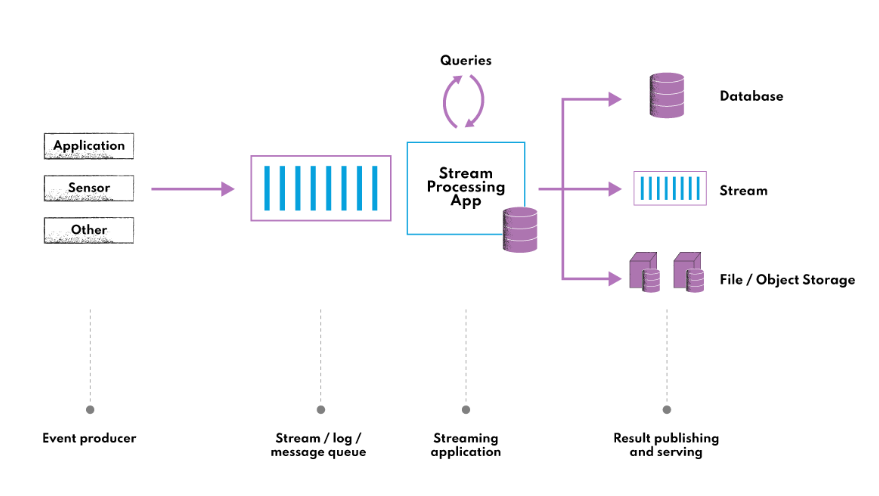 Queries
Database
Application
Stream
Processing
App
Sensor
Stream
Other
File / Object Storage
Event producer
Stream / log /
message queue
Streaming
application
Result publishing
and serving